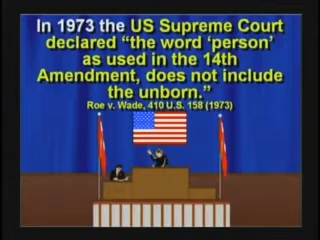 In 1973 the US Supreme Court
declared “the word ‘person’
as used in the 14th
Amendment, does not include
the unborn.”
Roe v. Wade, 410 U.S. 158 (1973)